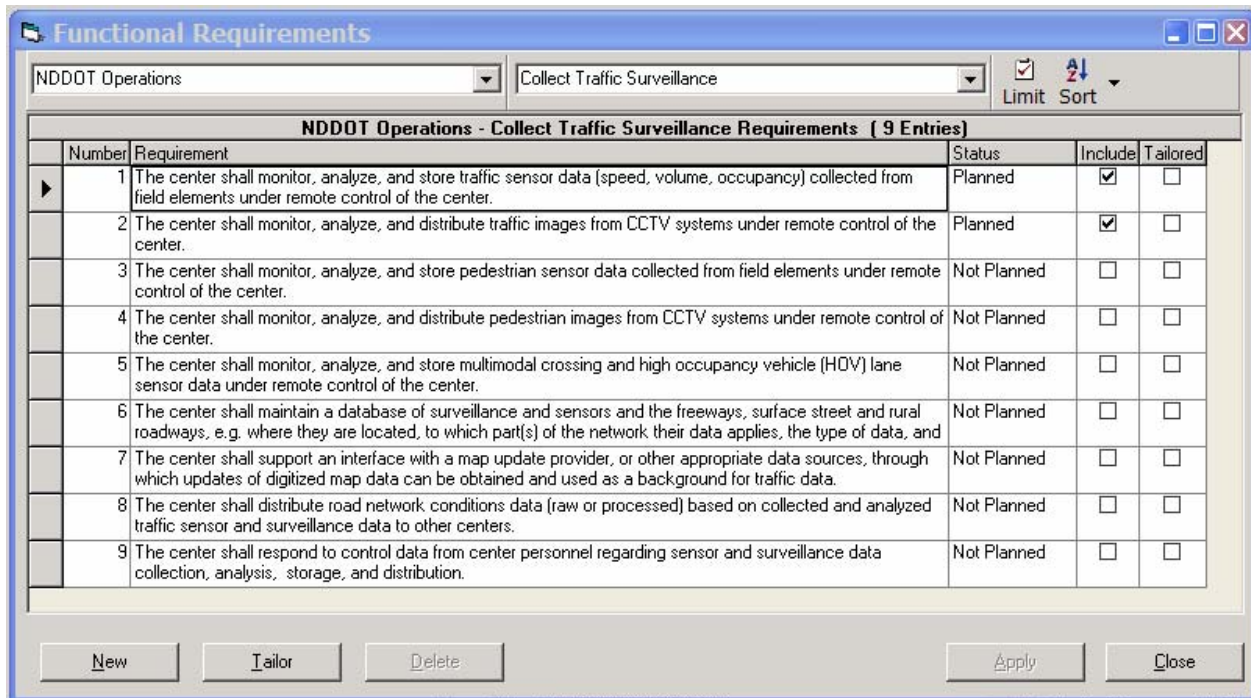 Functional Requirements
NDDOT Operations
Collect Traffic Surveillance
Limit Sort
NDDOT Operations - Collect Traffic Surveillance Requirements ( 9 Entries)
Number Requirement Status Include Tailored
1 The center shall monitor, analyze, and store traffic sensor data (speed, volume, occupancy) collected from Planned
field elements under remote control of the center.
2 The center shall monitor, analyze, and distribute traffic images from CCTV systems under remote control of the Planned
center.
3 The center shall monitor, analyze, and store pedestrian sensor data collected from field elements under remote Not Planned
control of the center.
4 The center shall monitor, analyze, and distribute pedestrian images from CCTV systems under remote control of Not Planned
the center.
5 The center shall monitor, analyze, and store multimodal crossing and high occupancy vehicle (HOV) lane Not Planned
sensor data under remote control of the center.
6 The center shall maintain a database of surveillance and sensors and the freeways, surface street and rural Not Planned
roadways, e.g. where they are located, to which part(s) of the network their data applies, the type of data, and
7 The center shall support an interface with a map update provider, or other appropriate data sources, through Not Planned
which updates of digitized map data can be obtained and used as a background for traffic data.
8 The center shall distribute road network conditions data (raw or processed) based on collected and analyzed Not Planned
traffic sensor and surveillance data to other centers.
9 The center shall respond to control data from center personnel regarding sensor and surveillance data Not Planned
collection, analysis, storage, and distribution.
New Tailor Delete Apply Close